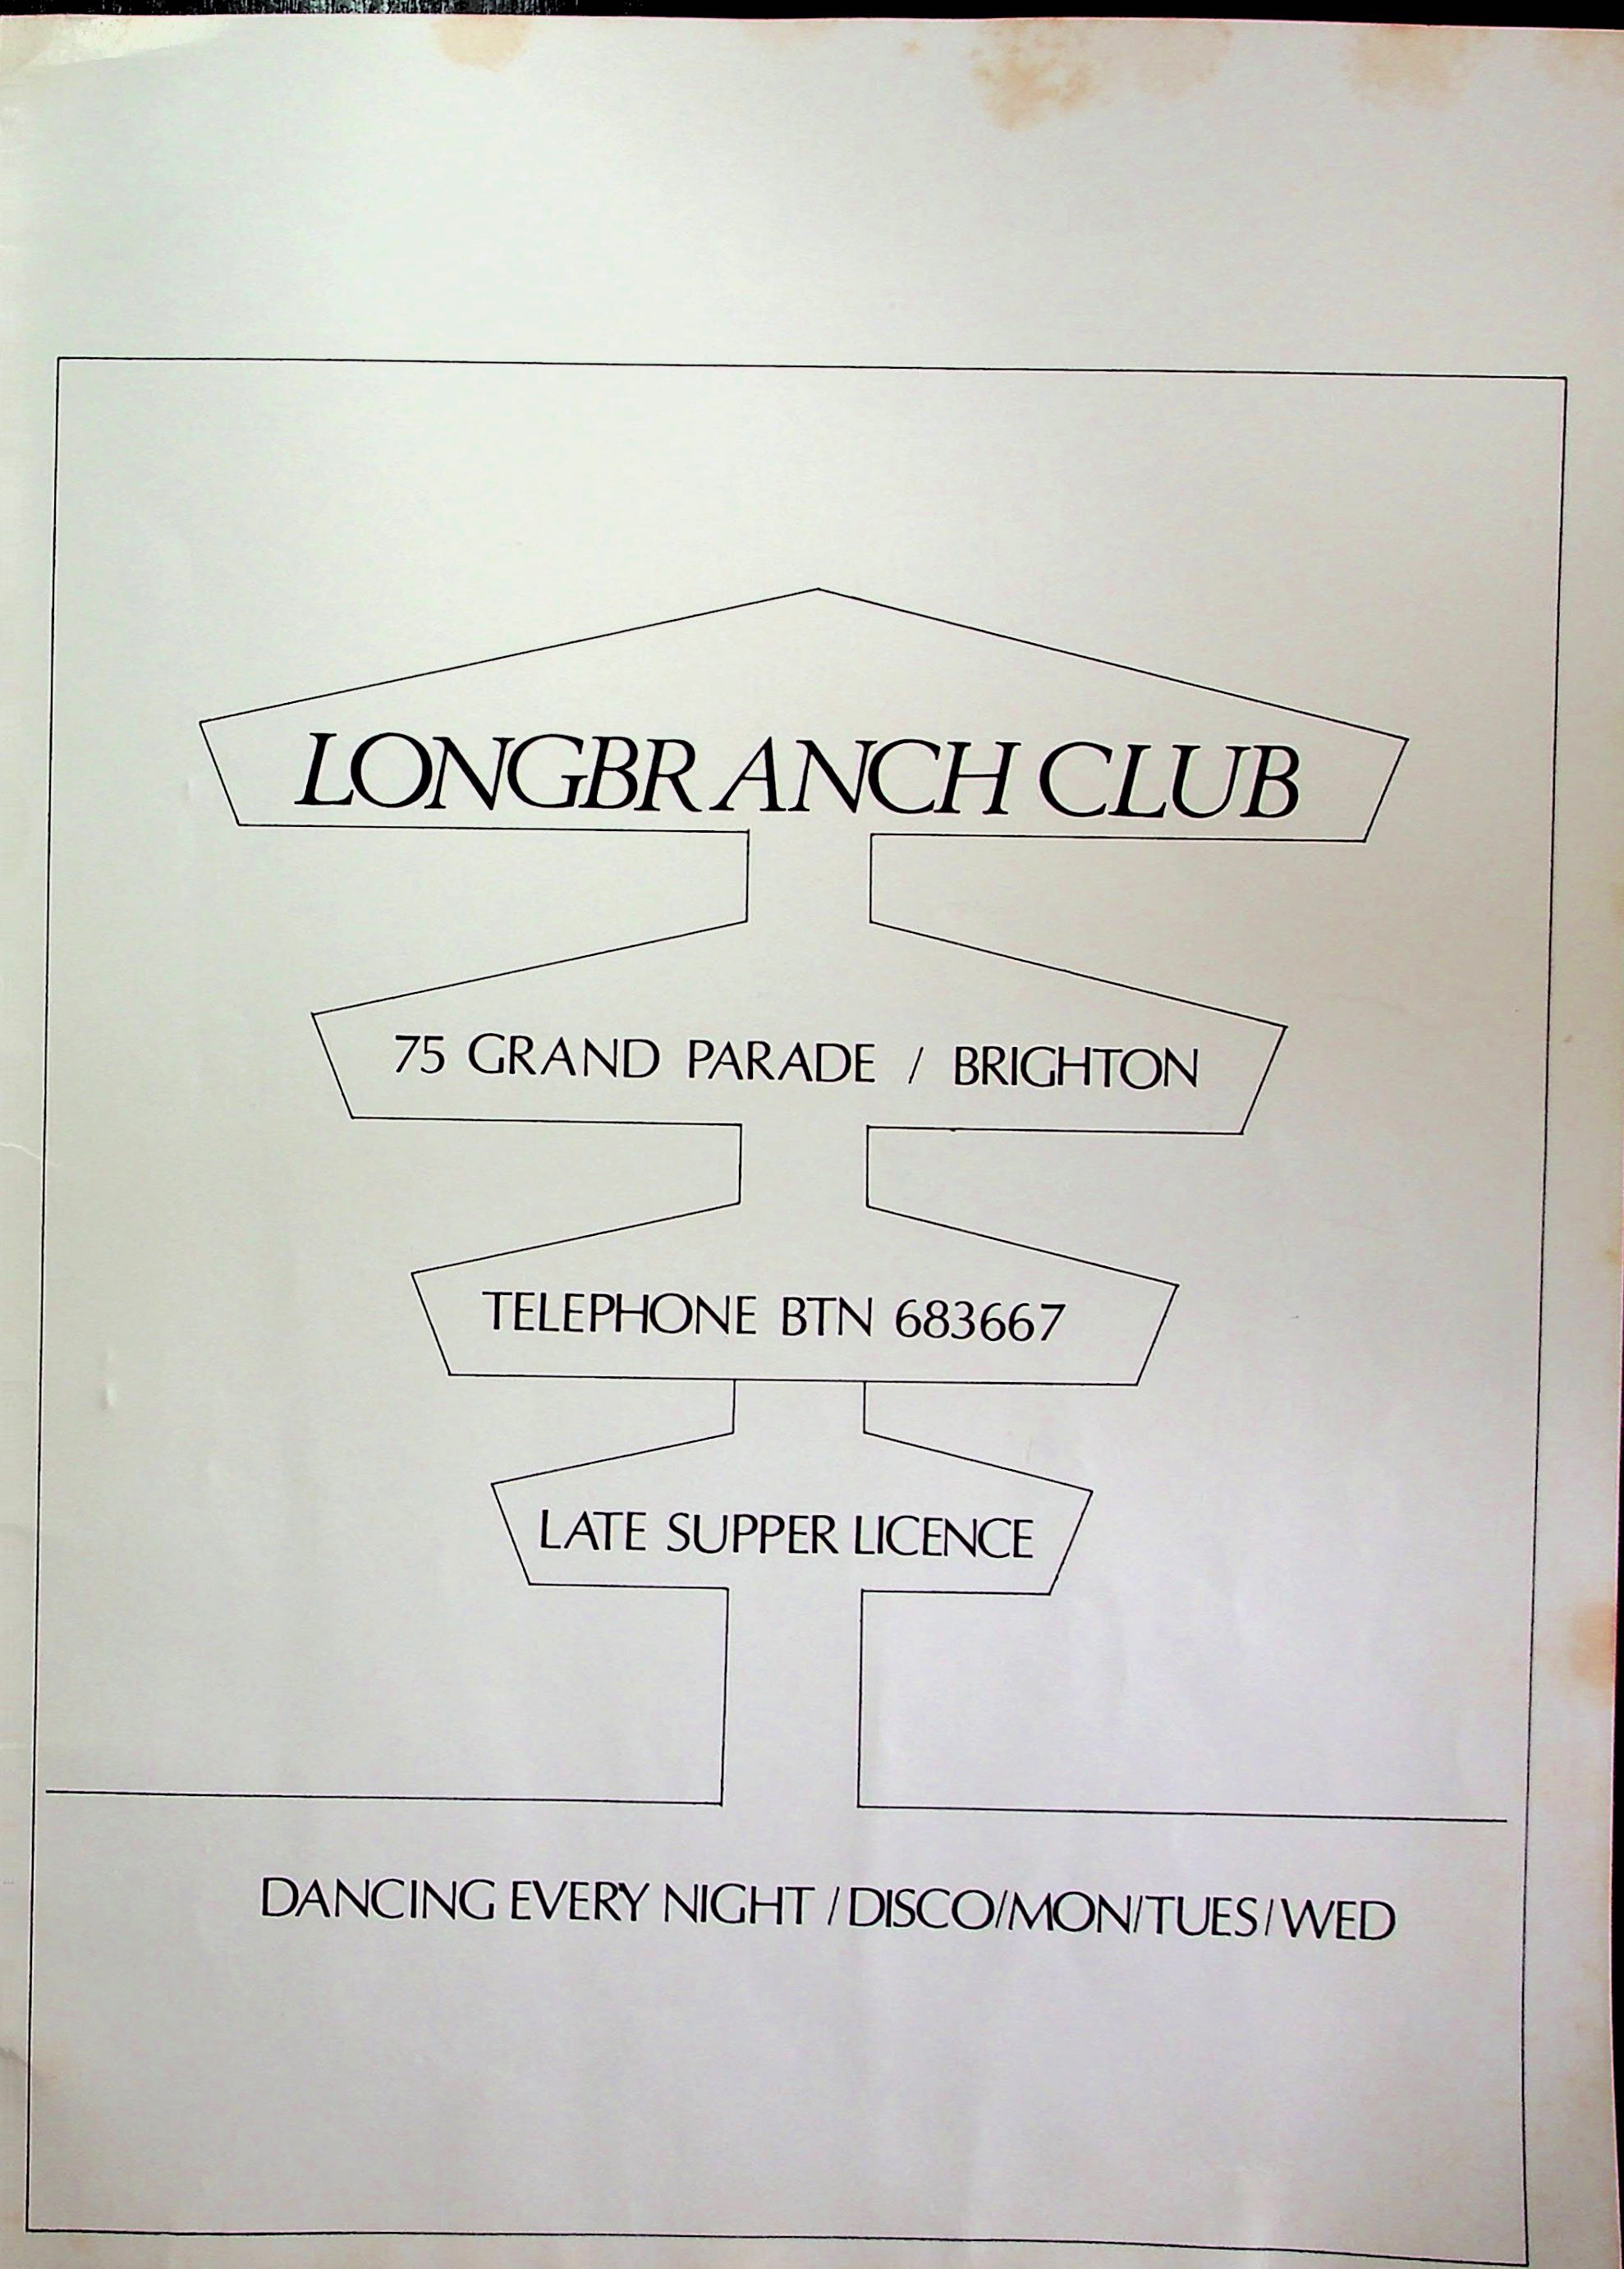 LONGBRANCH CLUB
75 GRAND PARADE / BRIGHTON
TELEPHONE BTN 683667
LATE SUPPER LICENCE
DANCING EVERY NIGHT / DISCO/MON/TUES/WED